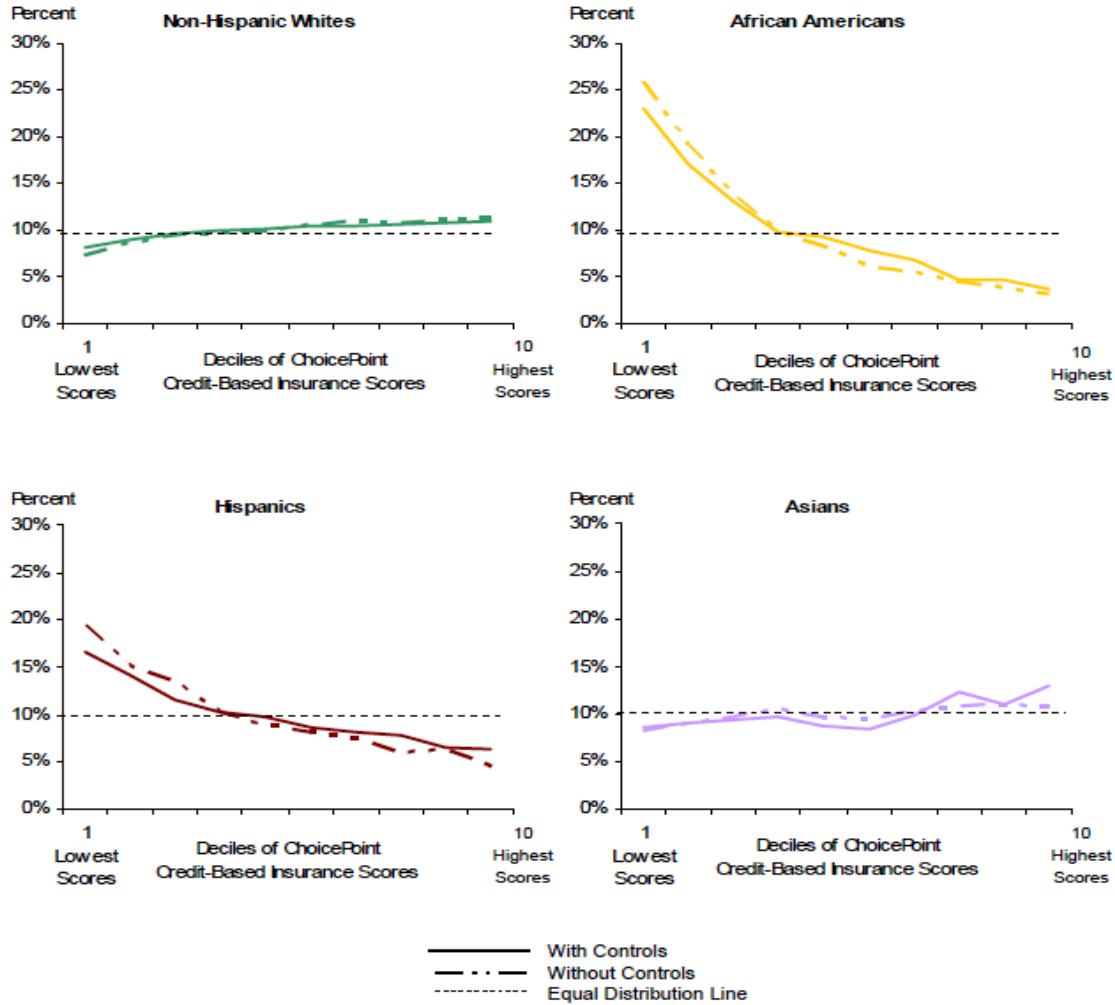 Percent
Non-Hispanic Whites
30%
25%
20%
15%
10%
5%
0%
1
Lowest
Scores
Deciles of ChoicePoint
Credit-Based Insurance Scores
10
Highest
Scores
Percent
African Americans
30%
25%
20%
15%
10%
5%
0%
1
Lowest
Scores
Deciles of ChoicePoint
Credit-Based Insurance Scores
10
Highest
Scores
Percent
Hispanics
30%
25%
20%
15%
10%
5%
0%
1
Lowest
Scores
Deciles of ChoicePoint
Credit-Based Insurance Scores
10
Highest
Scores
Percent
Asians
30%
25%
20%
15%
10%
5%
0%
1
Lowest
Scores
Deciles of ChoicePoint
Credit-Based Insurance Scores
10
Highest
Scores
With Controls
Without Controls
Equal Distribution Line